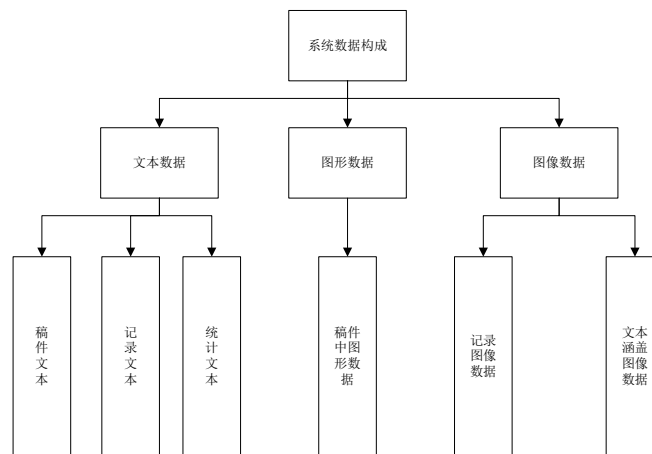 系统数据构成
文本数据
图形数据
图像数据
稿
件
文
本
记
录
文
本
统
计
文
本
稿件
中图
形数
据
记录
图像
数据
文本
涵盖
图像
数据